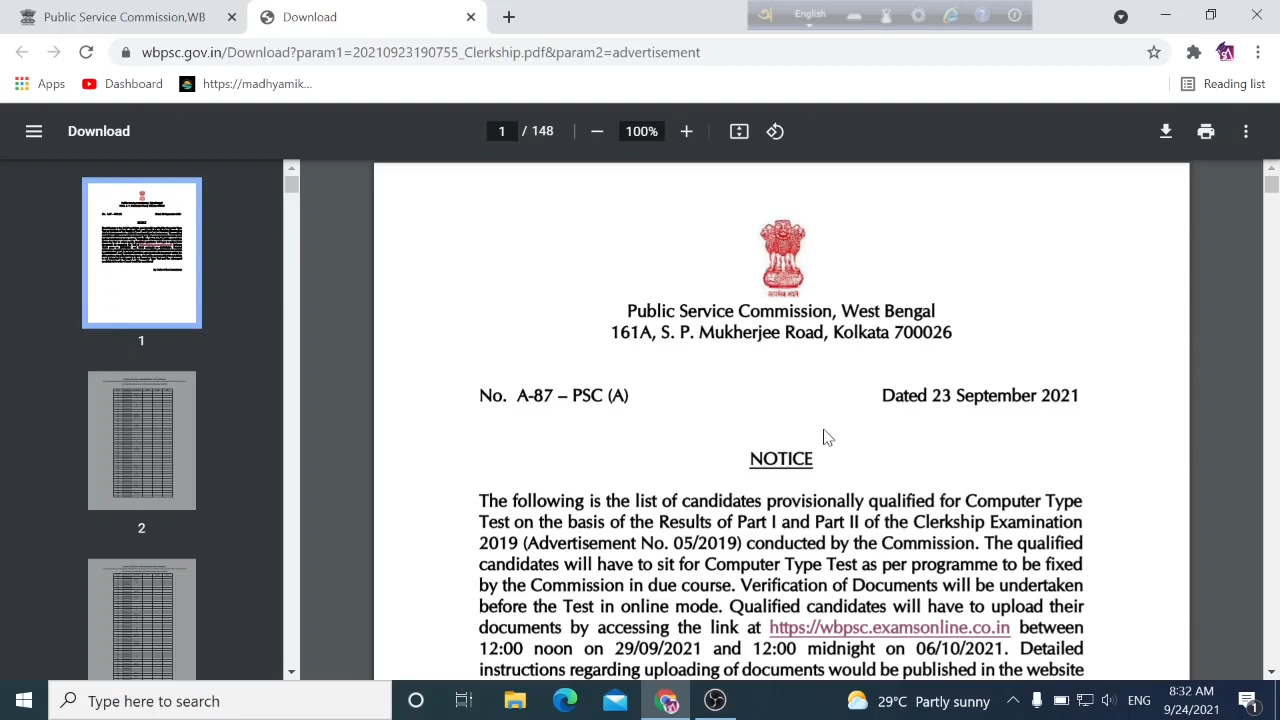 Public Service Commission,WB
Download
English
wbpsc.gov.in/Download?param1=20210923190755_Clerkship.pdf&param2=advertisement
Apps
Dashboard
https://madhyamik...
Reading list
Download
1 / 148
100%
1
2
सत्यमेव जयते
Public Service Commission, West Bengal
161A, S. P. Mukherjee Road, Kolkata 700026
No. A-87 – PSC (A)
Dated 23 September 2021
NOTICE
The following is the list of candidates provisionally qualified for Computer Type
Test on the basis of the Results of Part I and Part II of the Clerkship Examination
2019 (Advertisement No. 05/2019) conducted by the Commission. The qualified
candidates will have to sit for Computer Type Test as per programme to be fixed
by the Commission in due course. Verification of Documents will be undertaken
before the Test in online mode. Qualified candidates will have to upload their
documents by accessing the link at https://wbpsc.examsonline.co.in between
12:00 noon on 29/09/2021 and 12:00 midnight on 06/10/2021. Detailed
instructions regarding uploading of documents would be published in the website
Type here to search
29°C Partly sunny
ENG
8:32 AM
9/24/2021
1